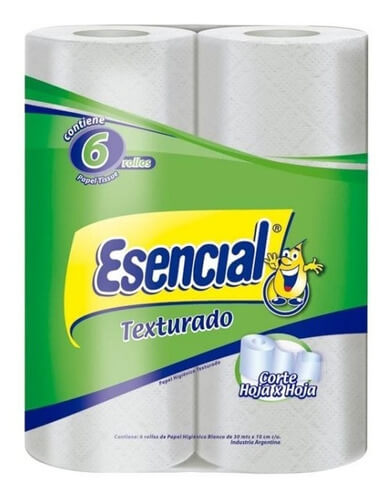 contiene
6
rollos
Papel Tissue
Esencial®
Texturado
Corte
Hoja x Hoja
Papel Higiénico Texturado
Contiene: 6 rollos de Papel Higiénico Blanco de 30 mts x 10 cm c/u.
Industria Argentina